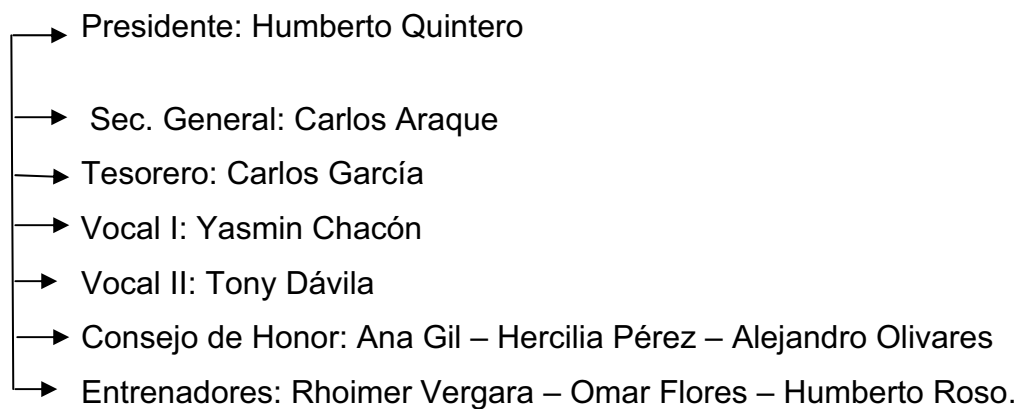 Presidente: Humberto Quintero
Sec. General: Carlos Araque
Tesorero: Carlos García
Vocal I: Yasmin Chacón
Vocal II: Tony Dávila
Consejo de Honor: Ana Gil – Hercilia Pérez – Alejandro Olivares
Entrenadores: Rhoimer Vergara – Omar Flores – Humberto Roso.